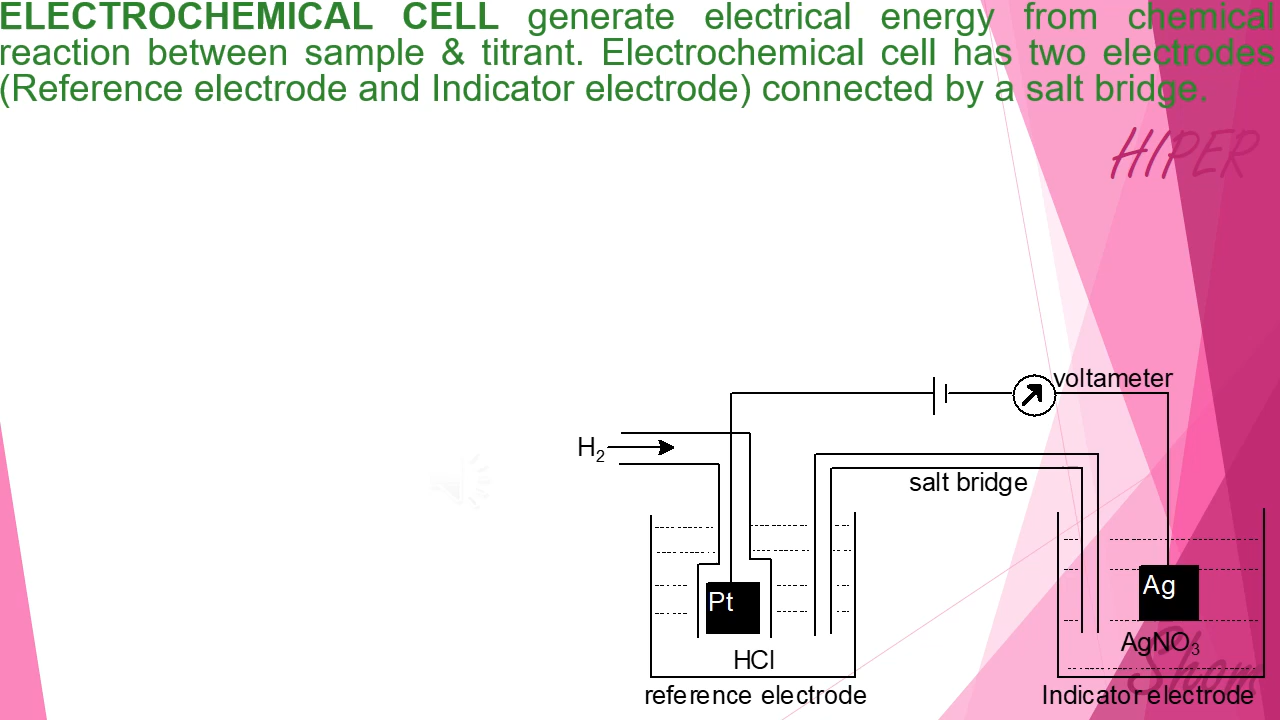 ELECTROCHEMICAL CELL generate electrical energy from chemical
reaction between sample & titrant. Electrochemical cell has two electrodes
(Reference electrode and Indicator electrode) connected by a salt bridge.
HIPER
voltameter
H₂
salt bridge
Pt
Ag
AgNO₃
HCl
Shom
reference electrode
Indicator electrode